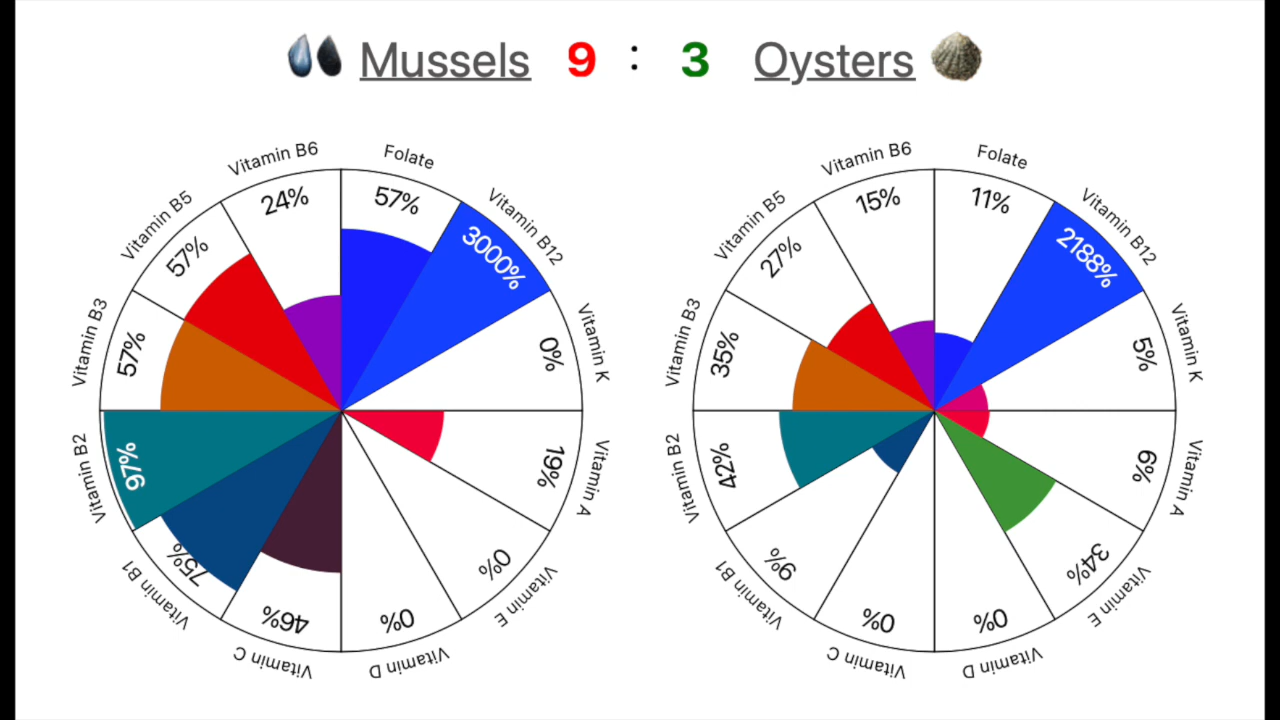 Mussels 9 : 3 Oysters
Folate
57%
Vitamin B12
3000%
Vitamin K
0%
Vitamin A
19%
Vitamin E
0%
Vitamin D
0%
Vitamin C
46%
Vitamin B1
75%
Vitamin B2
97%
Vitamin B3
57%
Vitamin B5
57%
Vitamin B6
24%
Folate
11%
Vitamin B12
2188%
Vitamin K
5%
Vitamin A
6%
Vitamin E
34%
Vitamin D
0%
Vitamin C
0%
Vitamin B1
9%
Vitamin B2
42%
Vitamin B3
35%
Vitamin B5
27%
Vitamin B6
15%